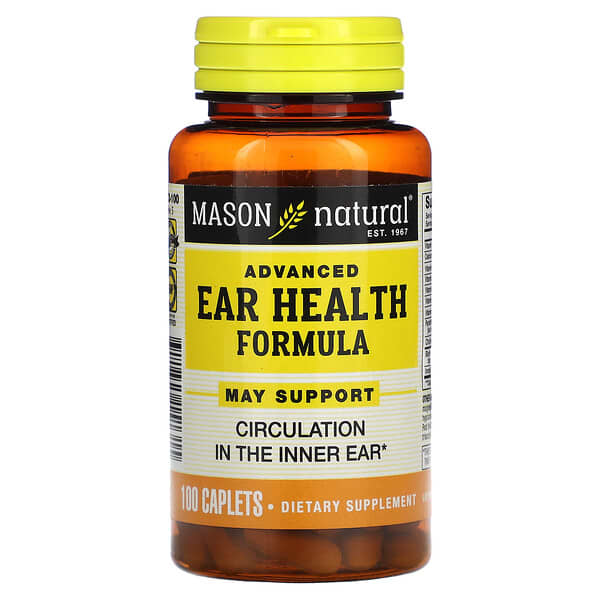 MASON natural®
EST. 1967
ADVANCED
EAR HEALTH
FORMULA
MAY SUPPORT
CIRCULATION
IN THE INNER EAR*
100 CAPLETS • DIETARY SUPPLEMENT